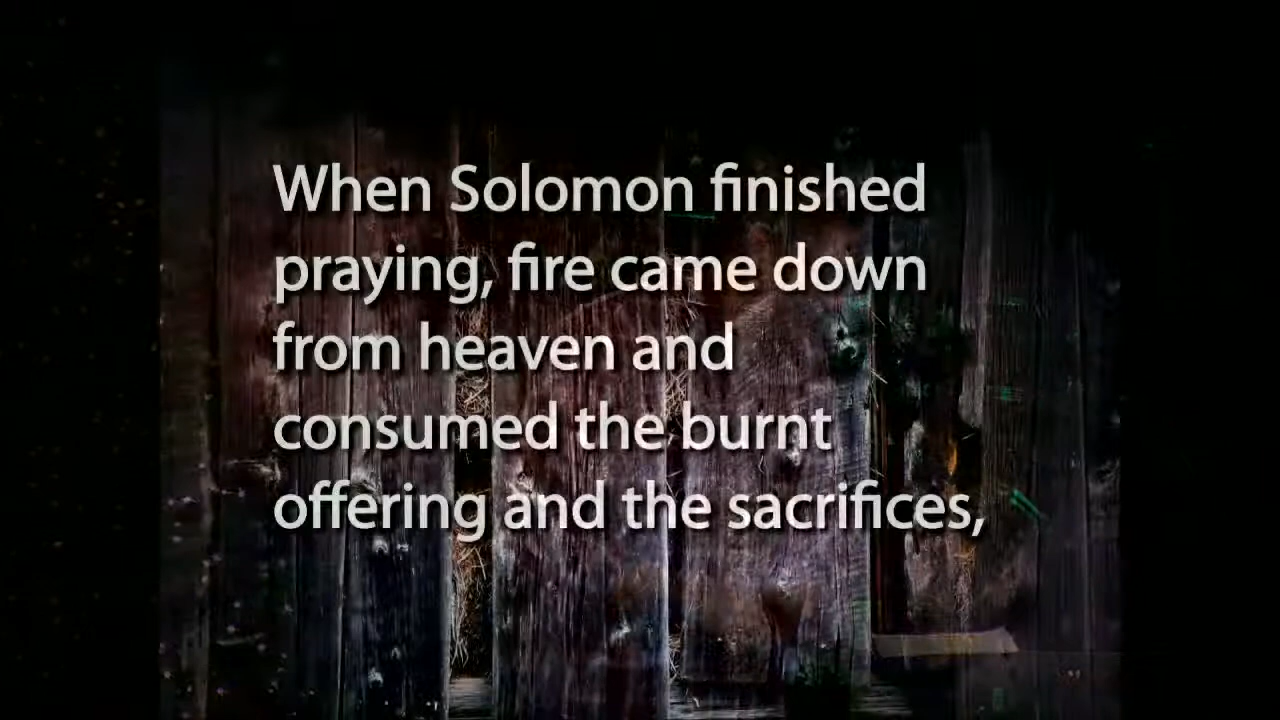 When Solomon finished
praying, fire came down
from heaven and
consumed the burnt
offering and the sacrifices,